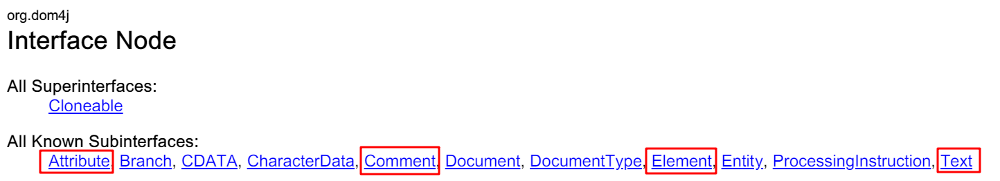 org.dom4j
Interface Node
All Superinterfaces:
Cloneable
All Known Subinterfaces:
Attribute, Branch, CDATA, CharacterData, Comment, Document, DocumentType, Element, Entity, ProcessingInstruction, Text